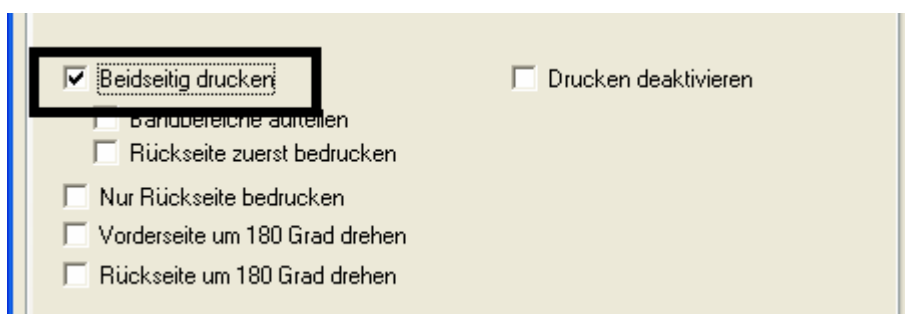 Beidseitig drucken Drucken deaktivieren
Bandbereiche aufteilen
Rückseite zuerst bedrucken
Nur Rückseite bedrucken
Vorderseite um 180 Grad drehen
Rückseite um 180 Grad drehen